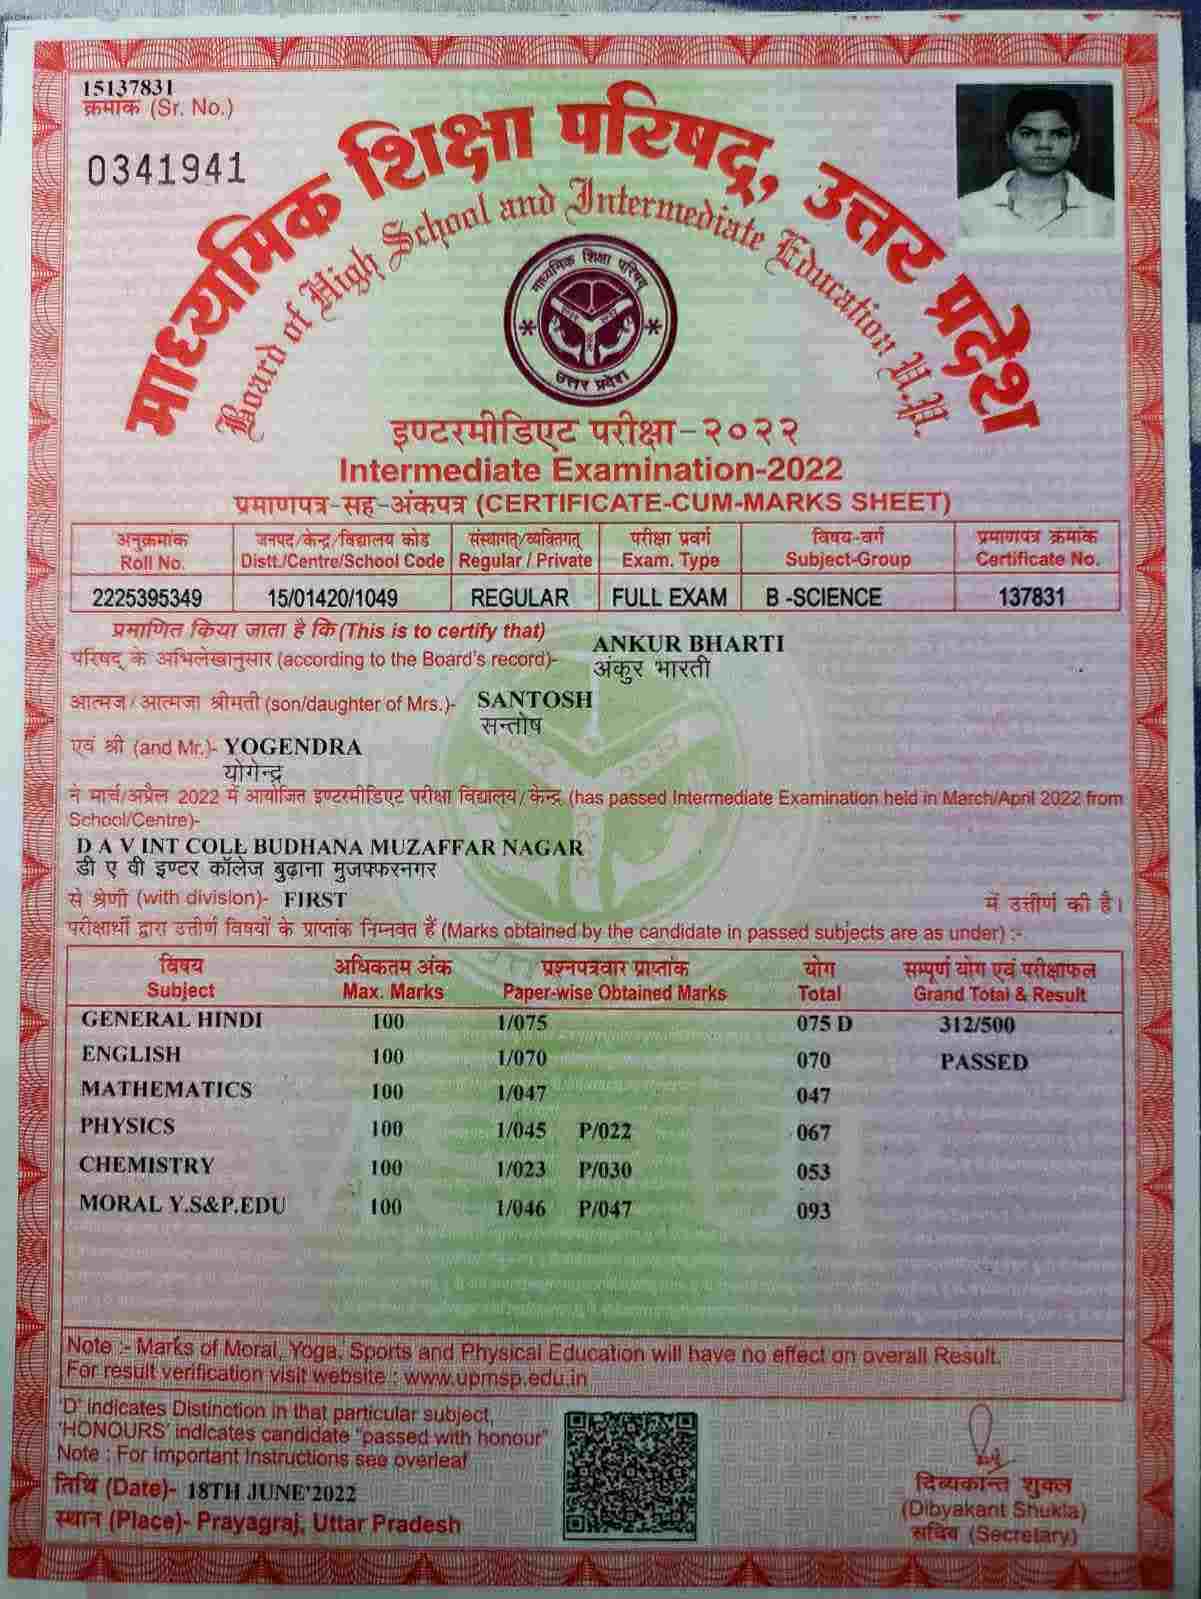 15137831
क्रमांक (Sr. No.)
0341941
माध्यमिक शिक्षा परिषद्, उत्तर प्रदेश
Board of High School and Intermediate Education U.P.
माध्यमिक शिक्षा परिषद्
उत्तर प्रदेश
इण्टरमीडिएट परीक्षा-२०२२
Intermediate Examination-2022
प्रमाणपत्र-सह-अंकपत्र (CERTIFICATE-CUM-MARKS SHEET)
अनुक्रमांक जनपद/केन्द्र/विद्यालय कोड संस्थागत/व्यक्तिगत परीक्षा प्रवर्ग विषय-वर्ग प्रमाणपत्र क्रमांक
Roll No. Distt./Centre/School Code Regular / Private Exam. Type Subject-Group Certificate No.
2225395349 15/01420/1049 REGULAR FULL EXAM B -SCIENCE 137831
प्रमाणित किया जाता है कि (This is to certify that)
परिषद् के अभिलेखानुसार (according to the Board's record)- ANKUR BHARTI
अंकुर भारती
आत्मज/आत्मजा श्रीमती (son/daughter of Mrs.)- SANTOSH
सन्तोष
एवं श्री (and Mr.)- YOGENDRA
योगेन्द्र
ने मार्च/अप्रैल 2022 में आयोजित इण्टरमीडिएट परीक्षा विद्यालय/केन्द्र (has passed Intermediate Examination held in March/April 2022 from
School/Centre)-
D A V INT COLL BUDHANA MUZAFFAR NAGAR
डी ए वी इण्टर कॉलेज बुढ़ाना मुजफ्फरनगर
से श्रेणी (with division)- FIRST में उत्तीर्ण की है।
परीक्षार्थी द्वारा उत्तीर्ण विषयों के प्राप्तांक निम्नवत हैं (Marks obtained by the candidate in passed subjects are as under) :-
विषय अधिकतम अंक प्रश्नपत्रवार प्राप्तांक योग सम्पूर्ण योग एवं परीक्षाफल
Subject Max. Marks Paper-wise Obtained Marks Total Grand Total & Result
GENERAL HINDI 100 1/075 075 D 312/500
ENGLISH 100 1/070 070 PASSED
MATHEMATICS 100 1/047 047
PHYSICS 100 1/045 P/022 067
CHEMISTRY 100 1/023 P/030 053
MORAL Y.S&P.EDU 100 1/046 P/047 093
Note :- Marks of Moral, Yoga, Sports and Physical Education will have no effect on overall Result.
For result verification visit website : www.upmsp.edu.in
'D' indicates Distinction in that particular subject,
'HONOURS' indicates candidate "passed with honour"
Note : For Important Instructions see overleaf
तिथि (Date)- 18TH JUNE'2022
स्थान (Place)- Prayagraj, Uttar Pradesh
दिव्यकान्त शुक्ल
(Dibyakant Shukla)
सचिव (Secretary)